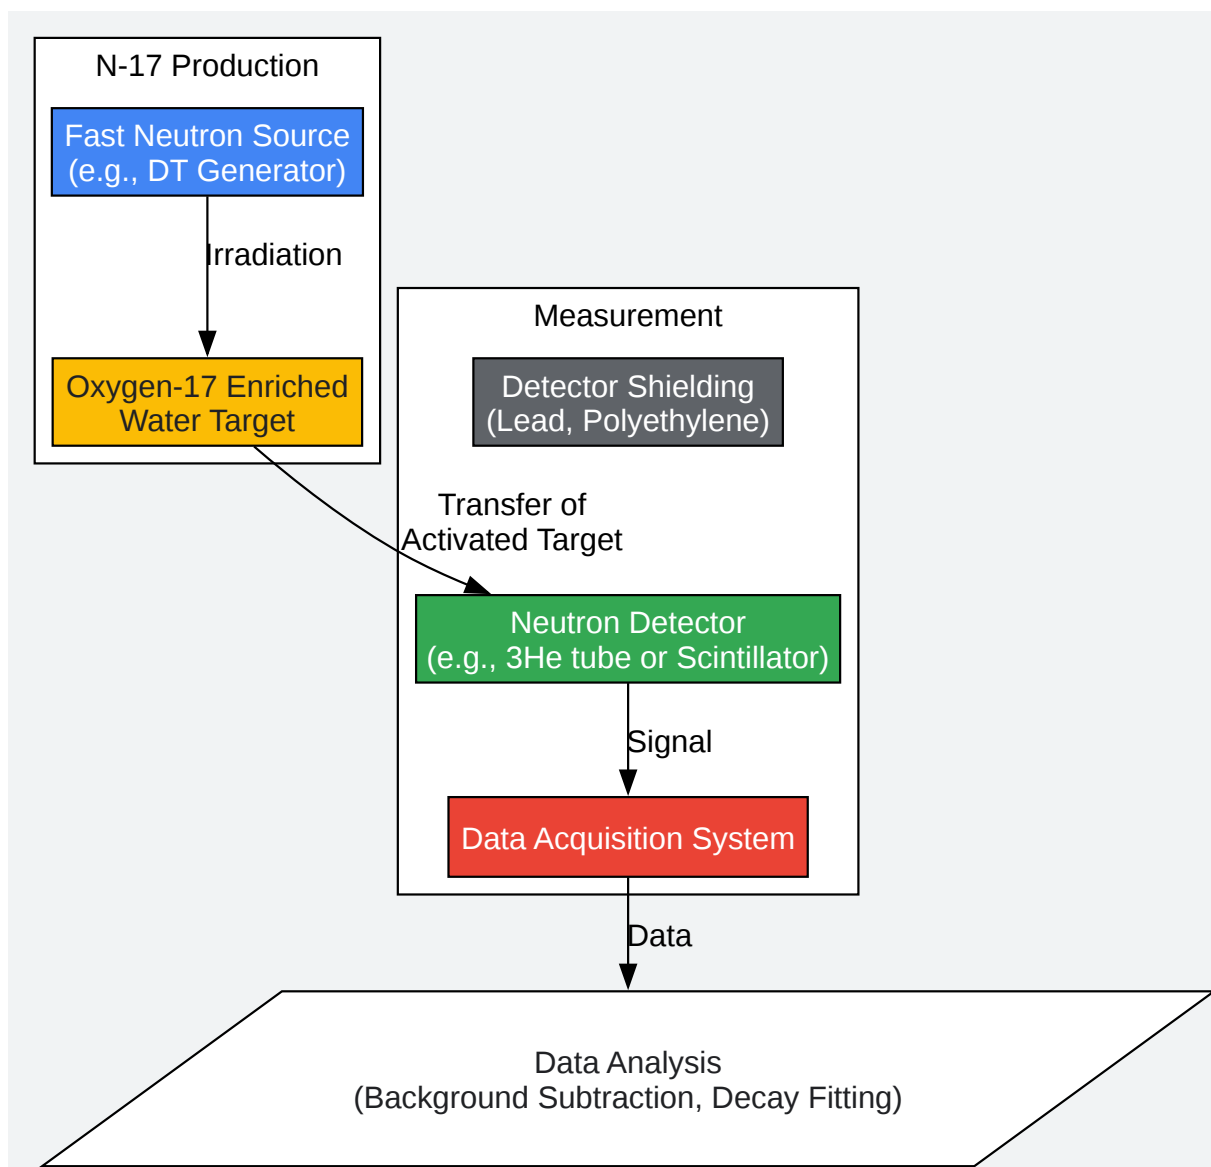 N-17 Production
Fast Neutron Source
(e.g., DT Generator)
Irradiation
Oxygen-17 Enriched
Water Target
Measurement
Detector Shielding
(Lead, Polyethylene)
Transfer of
Activated Target
Neutron Detector
(e.g., 3He tube or Scintillator)
Signal
Data Acquisition System
Data
Data Analysis
(Background Subtraction, Decay Fitting)